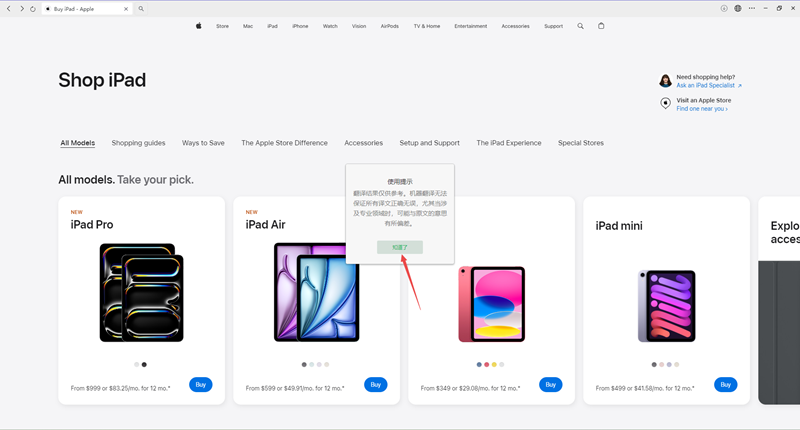 Buy iPad - Apple
Store Mac iPad iPhone Watch Vision AirPods TV & Home Entertainment Accessories Support
Shop iPad
Need shopping help?
Ask an iPad Specialist ↗
Visit an Apple Store
Find one near you >
All Models Shopping guides Ways to Save The Apple Store Difference Accessories Setup and Support The iPad Experience Special Stores
All models. Take your pick.
使用提示
翻译结果仅供参考。机器翻译无法
保证所有译文正确无误,尤其当涉
及专业领域时,可能与原文的意思
有所偏差。
知道了
NEW
iPad Pro
From $999 or $83.25/mo. for 12 mo.*
Buy
NEW
iPad Air
From $599 or $49.91/mo. for 12 mo.*
Buy
From $349 or $29.08/mo. for 12 mo.*
Buy
iPad mini
From $499 or $41.58/mo. for 12 mo.*
Buy
Explo
acces